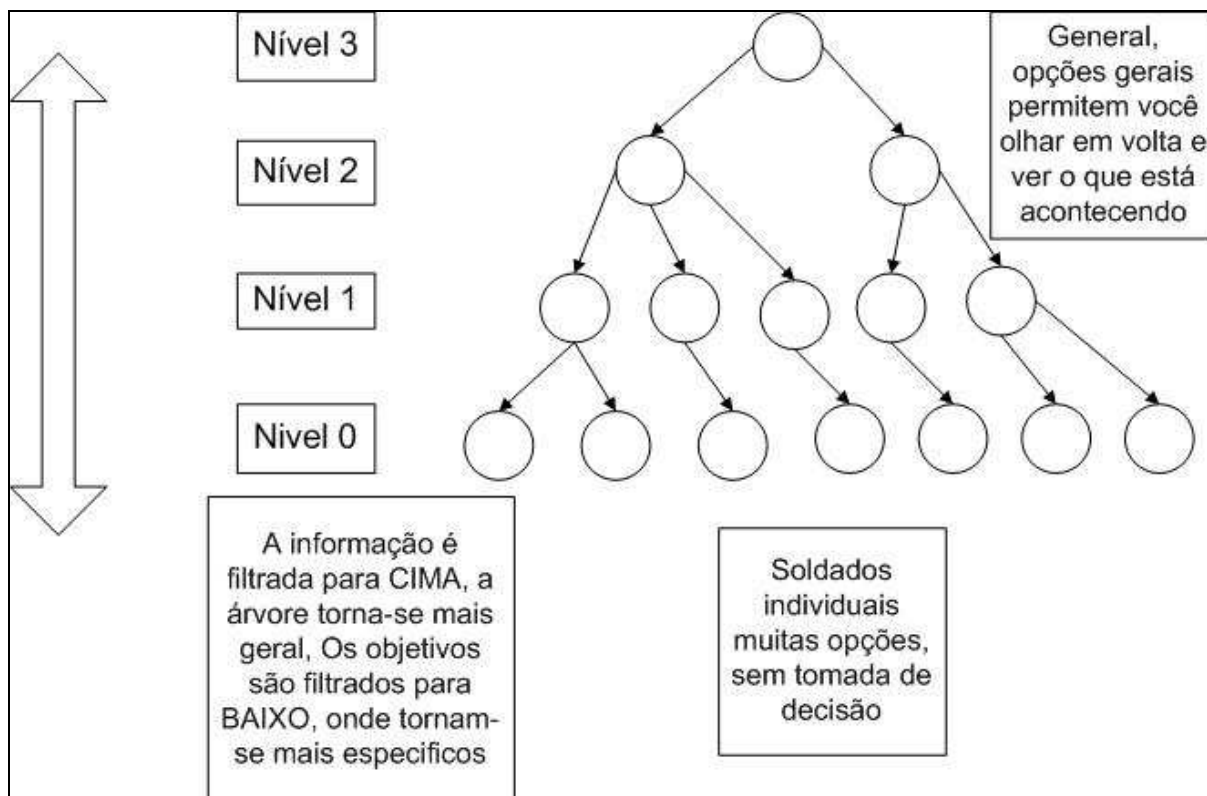 Nível 3
General,
opções gerais
permitem você
olhar em volta e
ver o que está
acontecendo
Nível 2
Nível 1
Nivel 0
A informação é
filtrada para CIMA, a
árvore torna-se mais
geral, Os objetivos
são filtrados para
BAIXO, onde tornam-
se mais especificos
Soldados
individuais
muitas opções,
sem tomada de
decisão